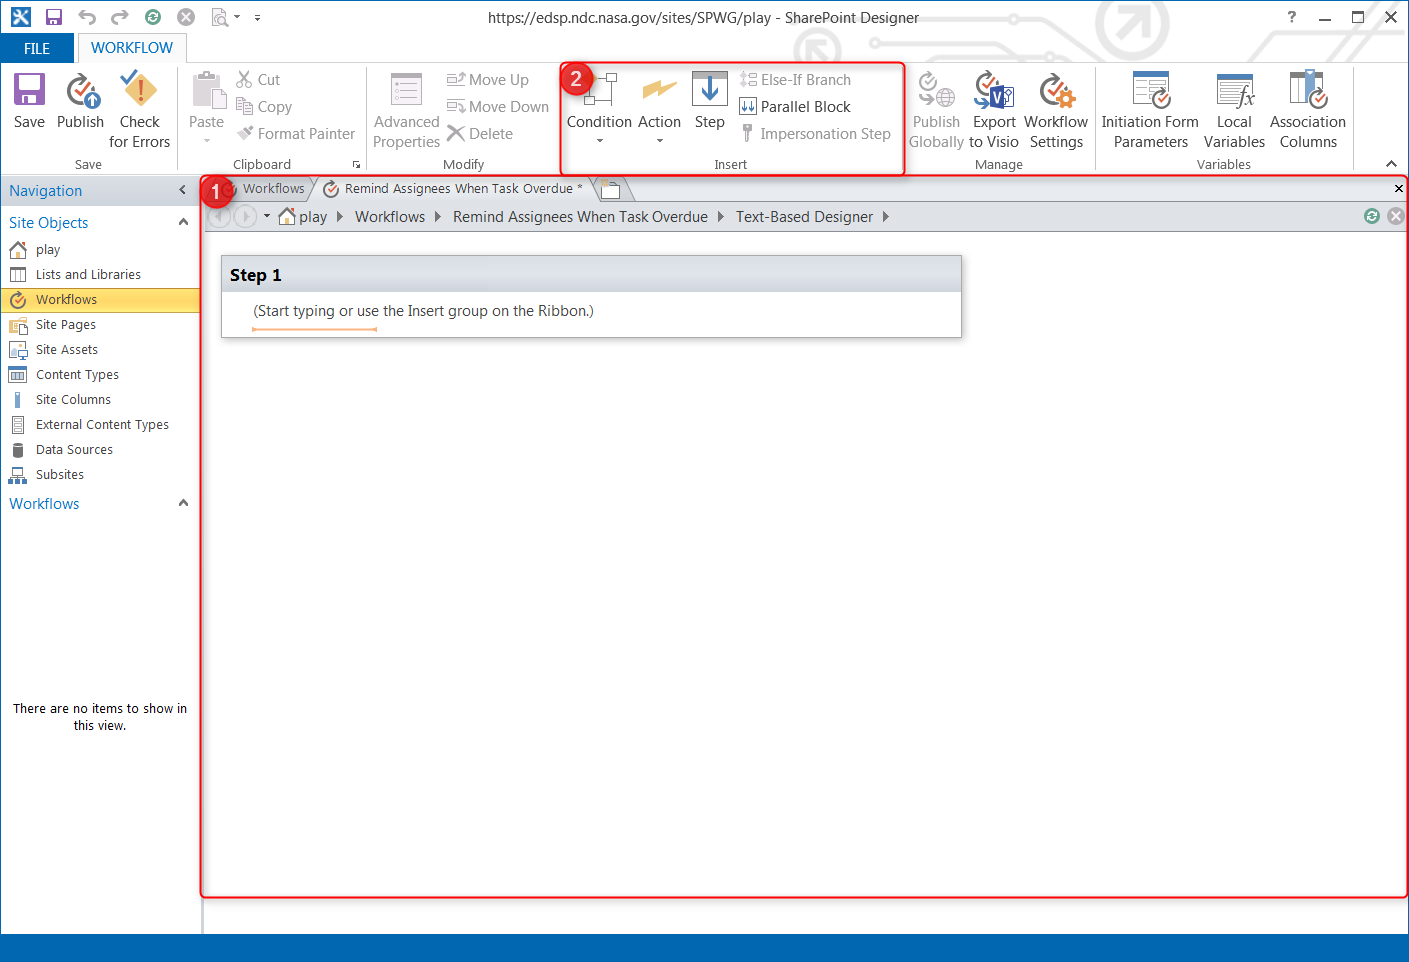 https://edsp.ndc.nasa.gov/sites/SPWG/play - SharePoint Designer
?
FILE
WORKFLOW
Save
Publish
Check
for Errors
Save
Paste
Cut
Copy
Format Painter
Clipboard
Advanced
Properties
Move Up
Move Down
Delete
Modify
2
Condition
Action
Step
Else-If Branch
Parallel Block
Impersonation Step
Insert
Publish
Globally
Export
to Visio
Workflow
Settings
Manage
Initiation Form
Parameters
Local
Variables
Association
Columns
Variables
Navigation
Site Objects
play
Lists and Libraries
Workflows
Site Pages
Site Assets
Content Types
Site Columns
External Content Types
Data Sources
Subsites
Workflows
There are no items to show in
this view.
1
Workflows
Remind Assignees When Task Overdue *
play
Workflows
Remind Assignees When Task Overdue
Text-Based Designer
Step 1
(Start typing or use the Insert group on the Ribbon.)